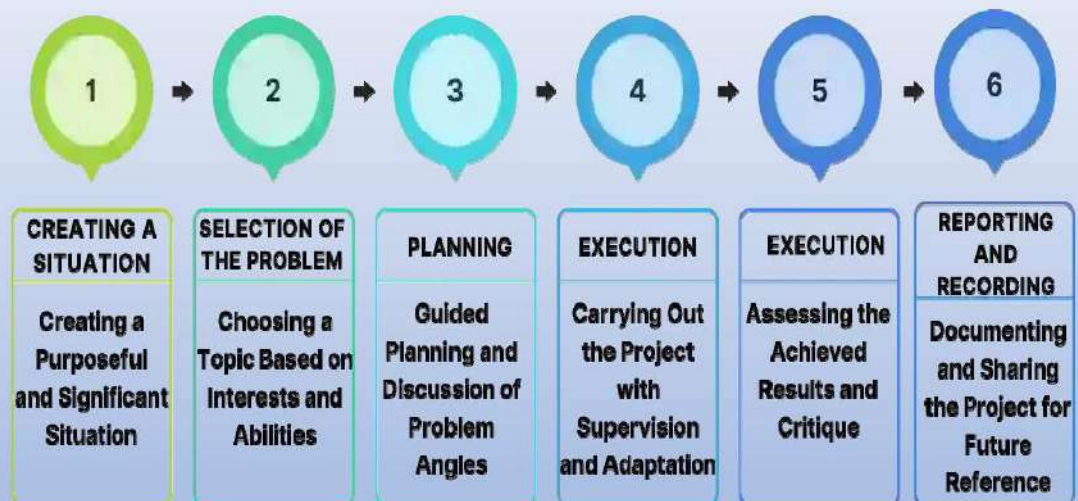 1
2
3
4
5
6
CREATING A
SITUATION
Creating a
Purposeful
and Significant
Situation
SELECTION OF
THE PROBLEM
Choosing a
Topic Based on
Interests and
Abilities
PLANNING
Guided
Planning and
Discussion of
Problem
Angles
EXECUTION
Carrying Out
the Project
with
Supervision
and Adaptation
EXECUTION
Assessing the
Achieved
Results and
Critique
REPORTING
AND
RECORDING
Documenting
and Sharing
the Project for
Future
Reference